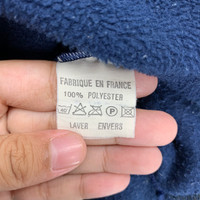 FABRIQUE EN FRANCE
100% POLYESTER
LAVER ENVERS